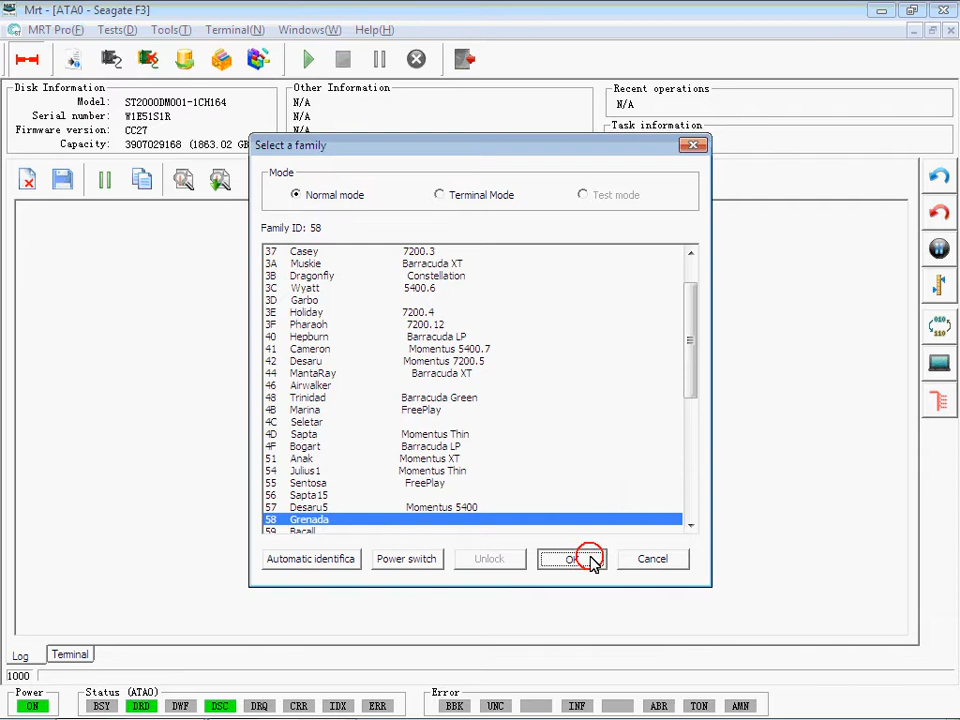 Mrt - [ATA0 - Seagate F3]
MRT Pro(F) Tests(D) Tools(T) Terminal(N) Windows(W) Help(H)
Disk Information
Model: ST2000DM001-1CH164
Serial number: W1E51S1R
Firmware version: CC27
Capacity: 3907029168 (1863.02 GB
Other Information
N/A
N/A
N/A
Recent operations
N/A
Task information
Select a family
Mode
Normal mode Terminal Mode Test mode
Family ID: 58
37 Casey 7200.3
3A Muskie Barracuda XT
3B Dragonfly Constellation
3C Wyatt 5400.6
3D Garbo
3E Holiday 7200.4
3F Pharaoh 7200.12
40 Hepburn Barracuda LP
41 Cameron Momentus 5400.7
42 Desaru Momentus 7200.5
44 MantaRay Barracuda XT
46 Airwalker
48 Trinidad Barracuda Green
4B Marina FreePlay
4C Seletar
4D Sapta Momentus Thin
4F Bogart Barracuda LP
51 Anak Momentus XT
54 Julius1 Momentus Thin
55 Sentosa FreePlay
56 Sapta15
57 Desaru5 Momentus 5400
58 Grenada
59 Bacall
Automatic identifica Power switch Unlock Cancel
Log Terminal
1000
Power
ON
Status (ATA0)
BSY DRD DWF DSC DRQ CRR IDX ERR
Error
BBK UNC INF ABR TON AMN